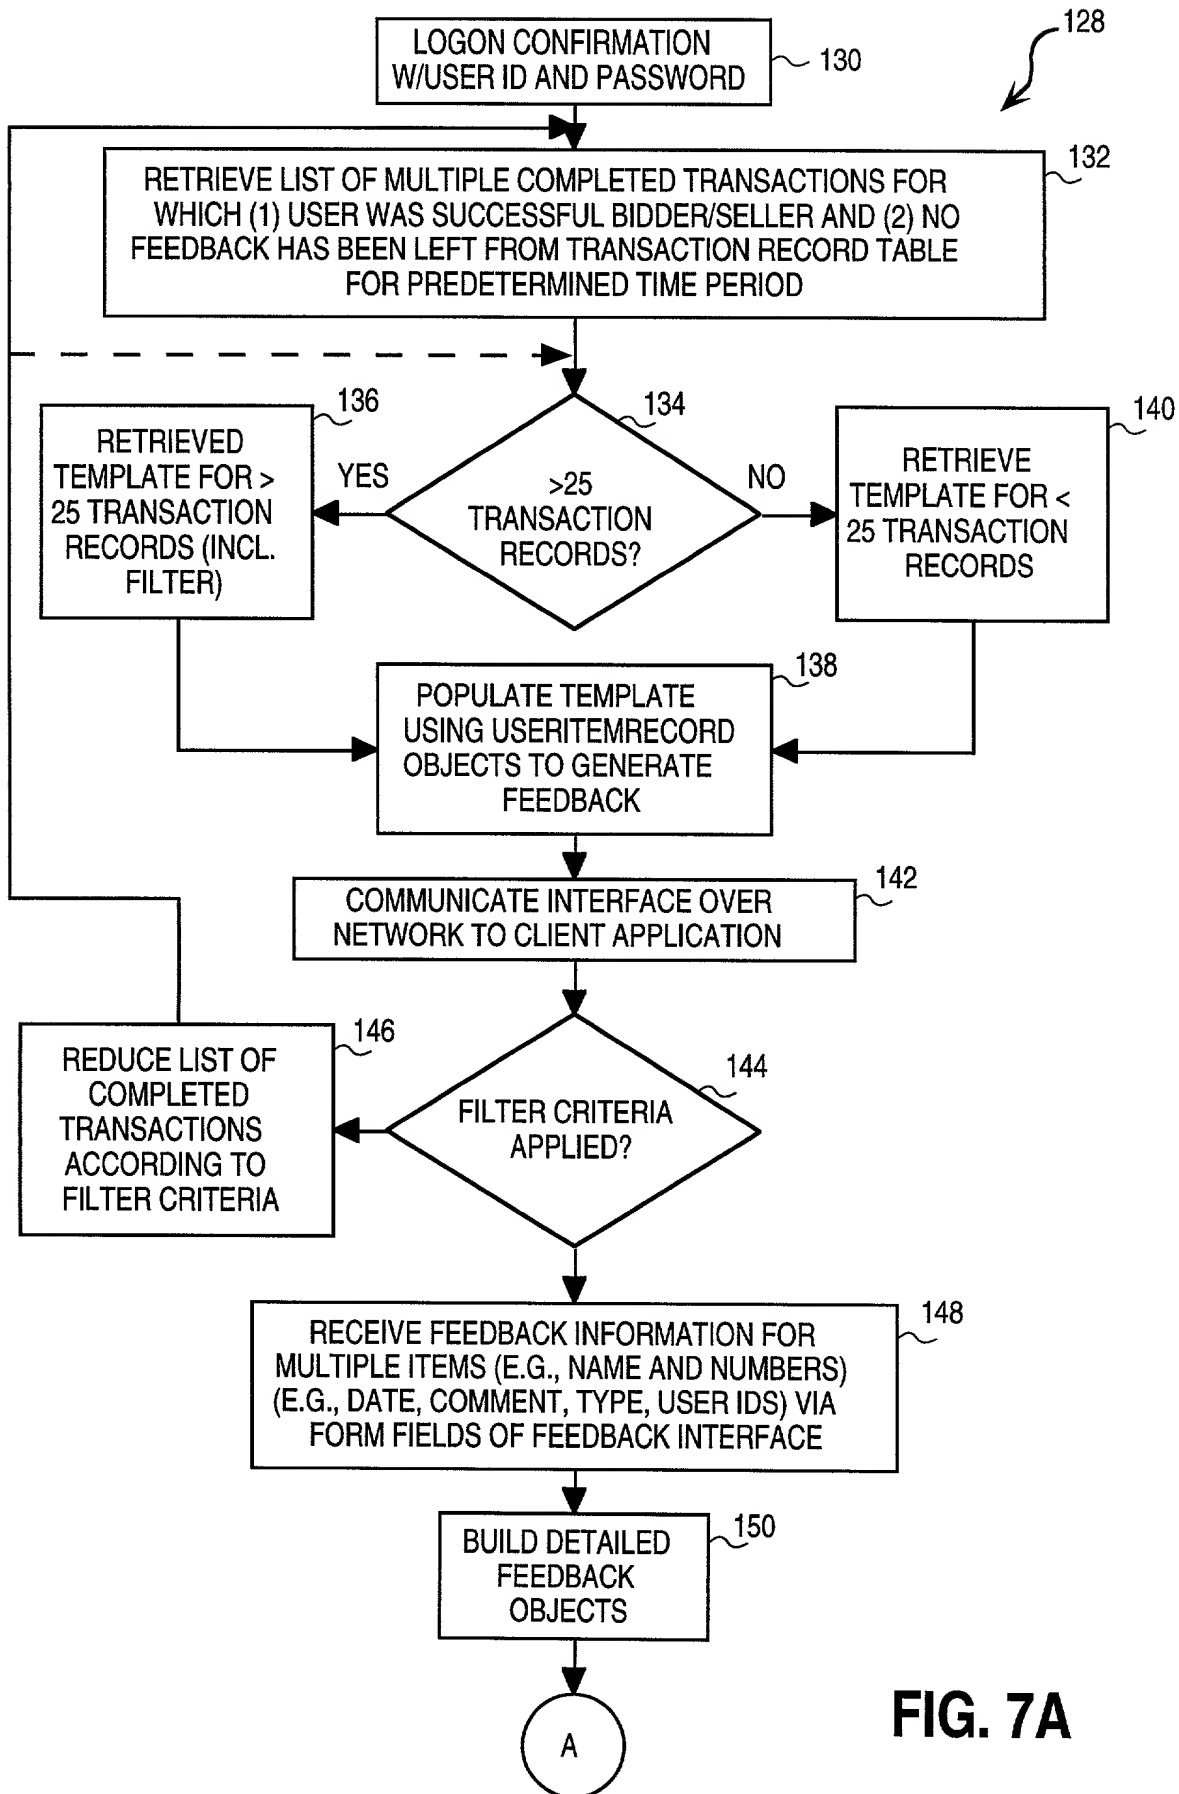 128
LOGON CONFIRMATION
W/USER ID AND PASSWORD
130
132
RETRIEVE LIST OF MULTIPLE COMPLETED TRANSACTIONS FOR
WHICH (1) USER WAS SUCCESSFUL BIDDER/SELLER AND (2) NO
FEEDBACK HAS BEEN LEFT FROM TRANSACTION RECORD TABLE
FOR PREDETERMINED TIME PERIOD
136
RETRIEVED
TEMPLATE FOR >
25 TRANSACTION
RECORDS (INCL.
FILTER)
YES
134
>25
TRANSACTION
RECORDS?
NO
140
RETRIEVE
TEMPLATE FOR <
25 TRANSACTION
RECORDS
138
POPULATE TEMPLATE
USING USERITEMRECORD
OBJECTS TO GENERATE
FEEDBACK
142
COMMUNICATE INTERFACE OVER
NETWORK TO CLIENT APPLICATION
146
REDUCE LIST OF
COMPLETED
TRANSACTIONS
ACCORDING TO
FILTER CRITERIA
144
FILTER CRITERIA
APPLIED?
148
RECEIVE FEEDBACK INFORMATION FOR
MULTIPLE ITEMS (E.G., NAME AND NUMBERS)
(E.G., DATE, COMMENT, TYPE, USER IDS) VIA
FORM FIELDS OF FEEDBACK INTERFACE
150
BUILD DETAILED
FEEDBACK
OBJECTS
A
FIG. 7A